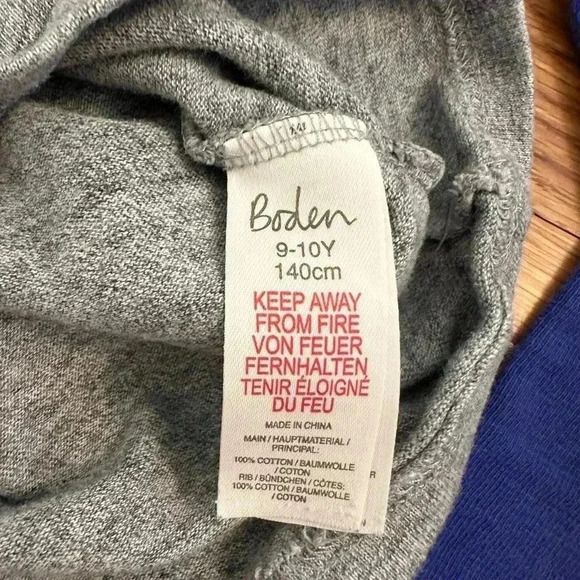 Boden
9-10Y
140cm
KEEP AWAY
FROM FIRE
VON FEUER
FERNHALTEN
TENIR ÉLOIGNÉ
DU FEU
MADE IN CHINA
MAIN / HAUPTMATERIAL /
PRINCIPAL:
100% COTTON / BAUMWOLLE
/ COTON
RIB / BÜNDCHEN / CÔTES:
100% COTTON / BAUMWOLLE
/ COTON